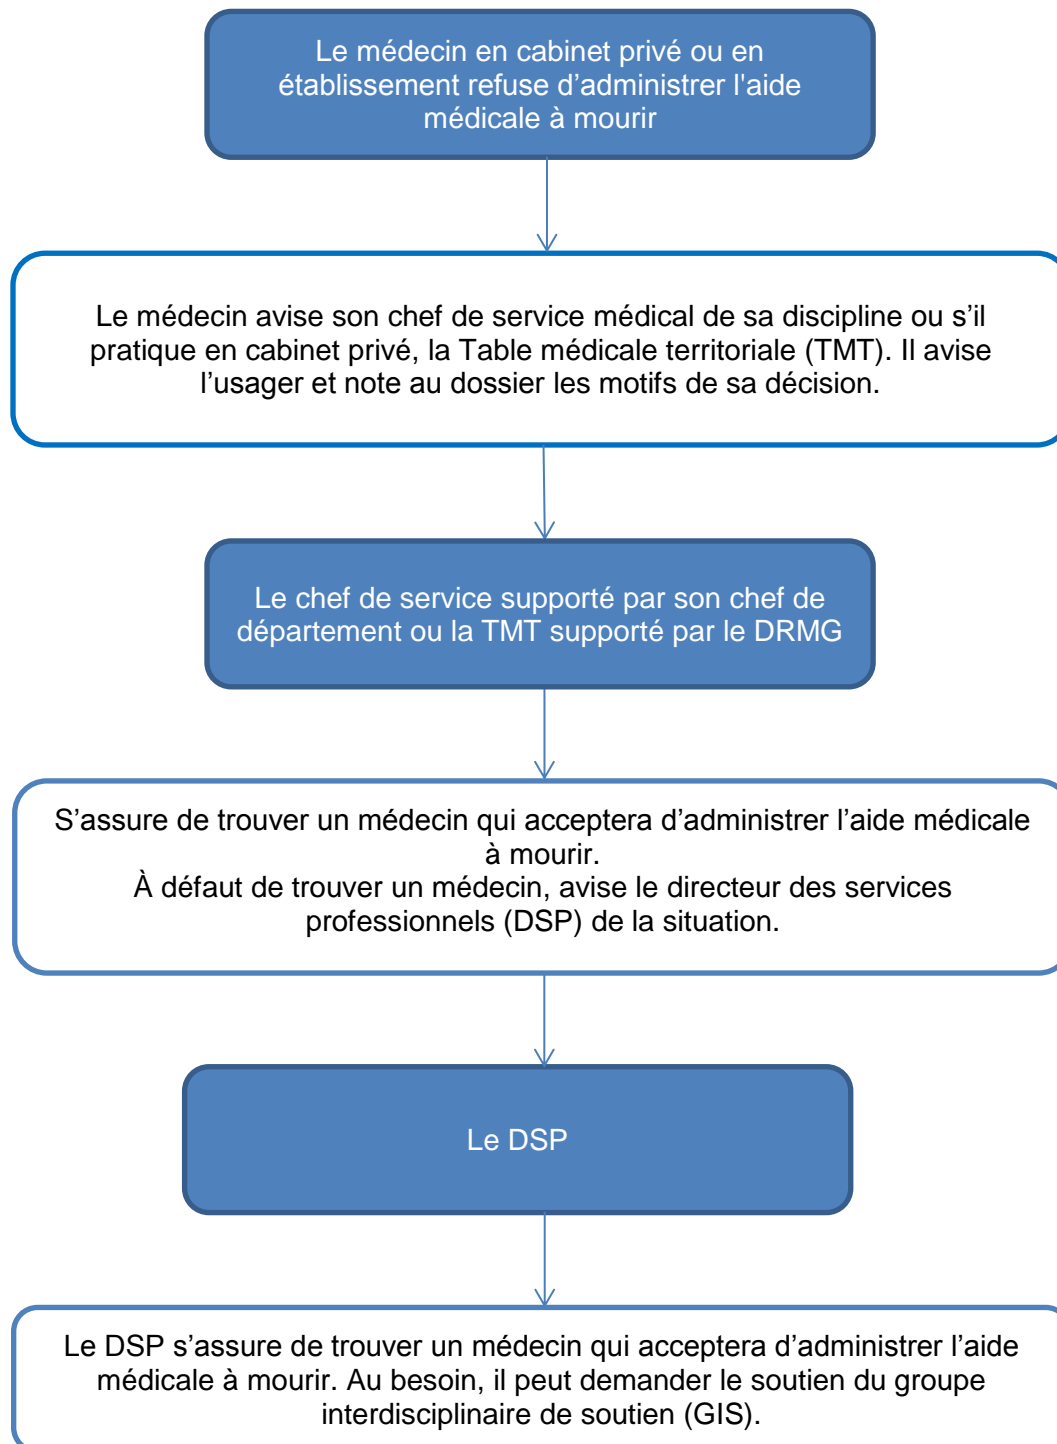 Le médecin en cabinet privé ou en
établissement refuse d’administrer l'aide
médicale à mourir
Le médecin avise son chef de service médical de sa discipline ou s’il
pratique en cabinet privé, la Table médicale territoriale (TMT). Il avise
l’usager et note au dossier les motifs de sa décision.
Le chef de service supporté par son chef de
département ou la TMT supporté par le DRMG
S’assure de trouver un médecin qui acceptera d’administrer l’aide médicale
à mourir.
À défaut de trouver un médecin, avise le directeur des services
professionnels (DSP) de la situation.
Le DSP
Le DSP s’assure de trouver un médecin qui acceptera d’administrer l’aide
médicale à mourir. Au besoin, il peut demander le soutien du groupe
interdisciplinaire de soutien (GIS).